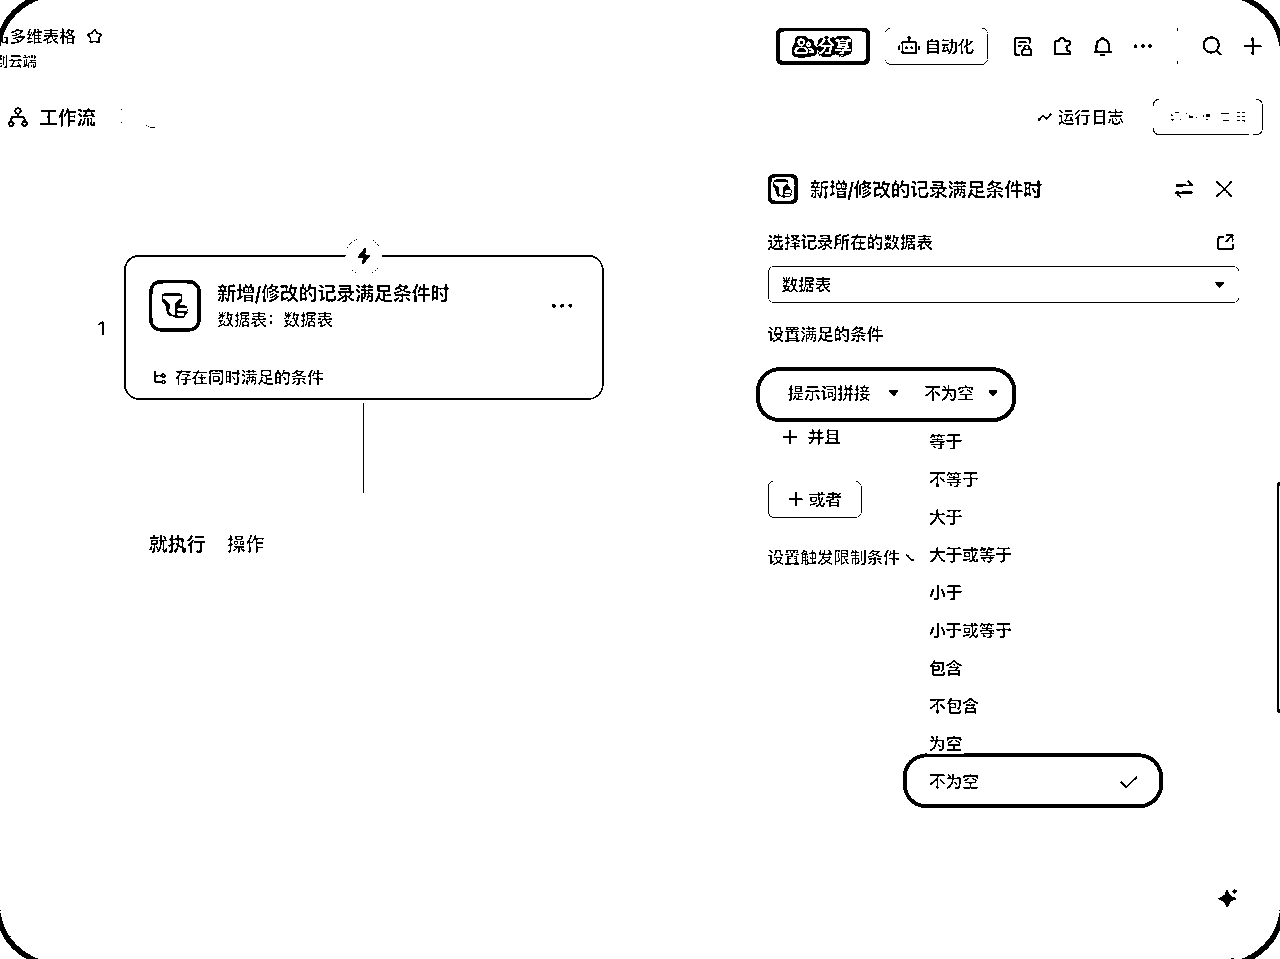 多维表格
到云端
分享
自动化
工作流
运行日志
新增/修改的记录满足条件时
选择记录所在的数据表
数据表
设置满足的条件
提示词拼接 不为空
并且
或者
设置触发限制条件
等于
不等于
大于
大于或等于
小于
小于或等于
包含
不包含
为空
不为空
1
新增/修改的记录满足条件时
数据表：数据表
存在同时满足的条件
就执行 操作